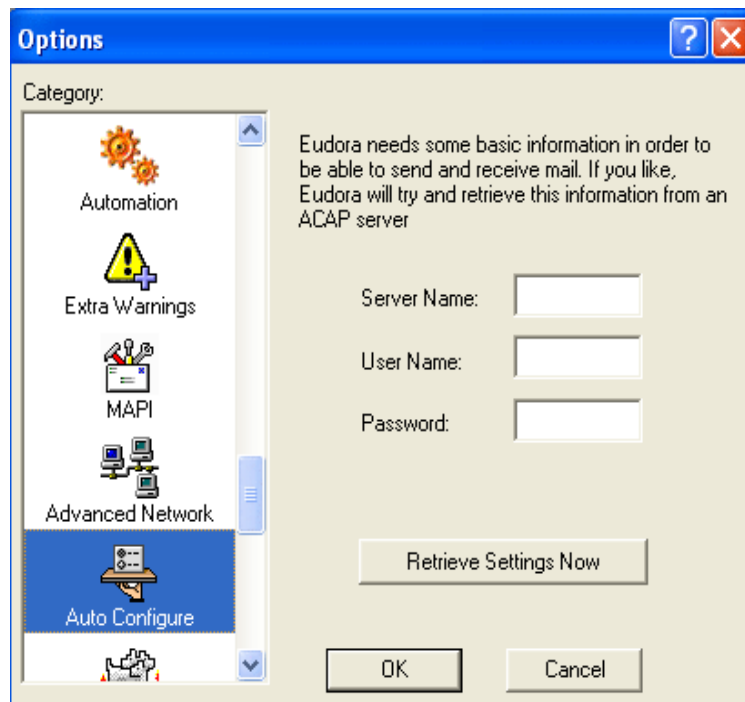 Options
Category:
Automation
Extra Warnings
MAPI
Advanced Network
Auto Configure
Eudora needs some basic information in order to
be able to send and receive mail. If you like,
Eudora will try and retrieve this information from an
ACAP server
Server Name:
User Name:
Password:
Retrieve Settings Now
OK
Cancel